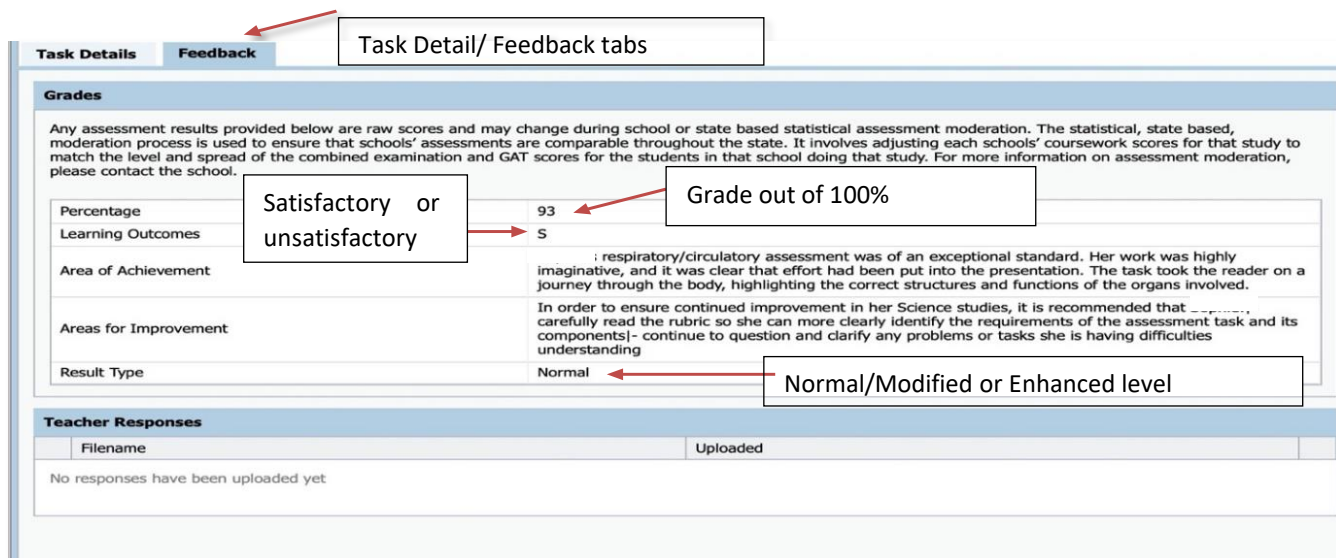 Task Detail/ Feedback tabs
Task Details Feedback
Grades
Any assessment results provided below are raw scores and may change during school or state based statistical assessment moderation. The statistical, state based,
moderation process is used to ensure that schools' assessments are comparable throughout the state. It involves adjusting each schools' coursework scores for that study to
match the level and spread of the combined examination and GAT scores for the students in that school doing that study. For more information on assessment moderation,
please contact the school.
Satisfactory or
unsatisfactory
Grade out of 100%
Percentage 93
Learning Outcomes S
Area of Achievement
respiratory/circulatory assessment was of an exceptional standard. Her work was highly
imaginative, and it was clear that effort had been put into the presentation. The task took the reader on a
journey through the body, highlighting the correct structures and functions of the organs involved.
Areas for Improvement
In order to ensure continued improvement in her Science studies, it is recommended that
carefully read the rubric so she can more clearly identify the requirements of the assessment task and its
components|- continue to question and clarify any problems or tasks she is having difficulties
understanding
Result Type Normal
Normal/Modified or Enhanced level
Teacher Responses
Filename Uploaded
No responses have been uploaded yet